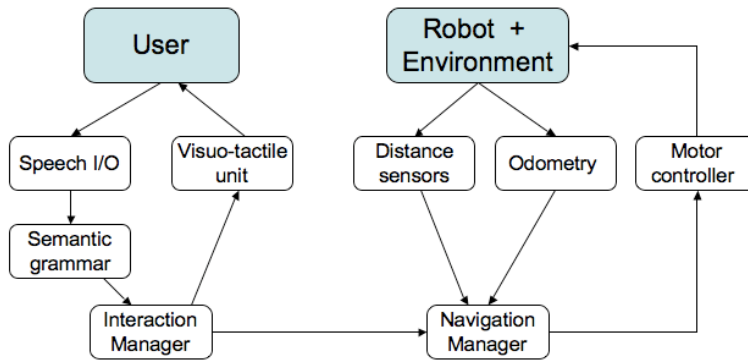 User
Robot +
Environment
Speech I/O
Visuo-tactile
unit
Distance
sensors
Odometry
Motor
controller
Semantic
grammar
Interaction
Manager
Navigation
Manager